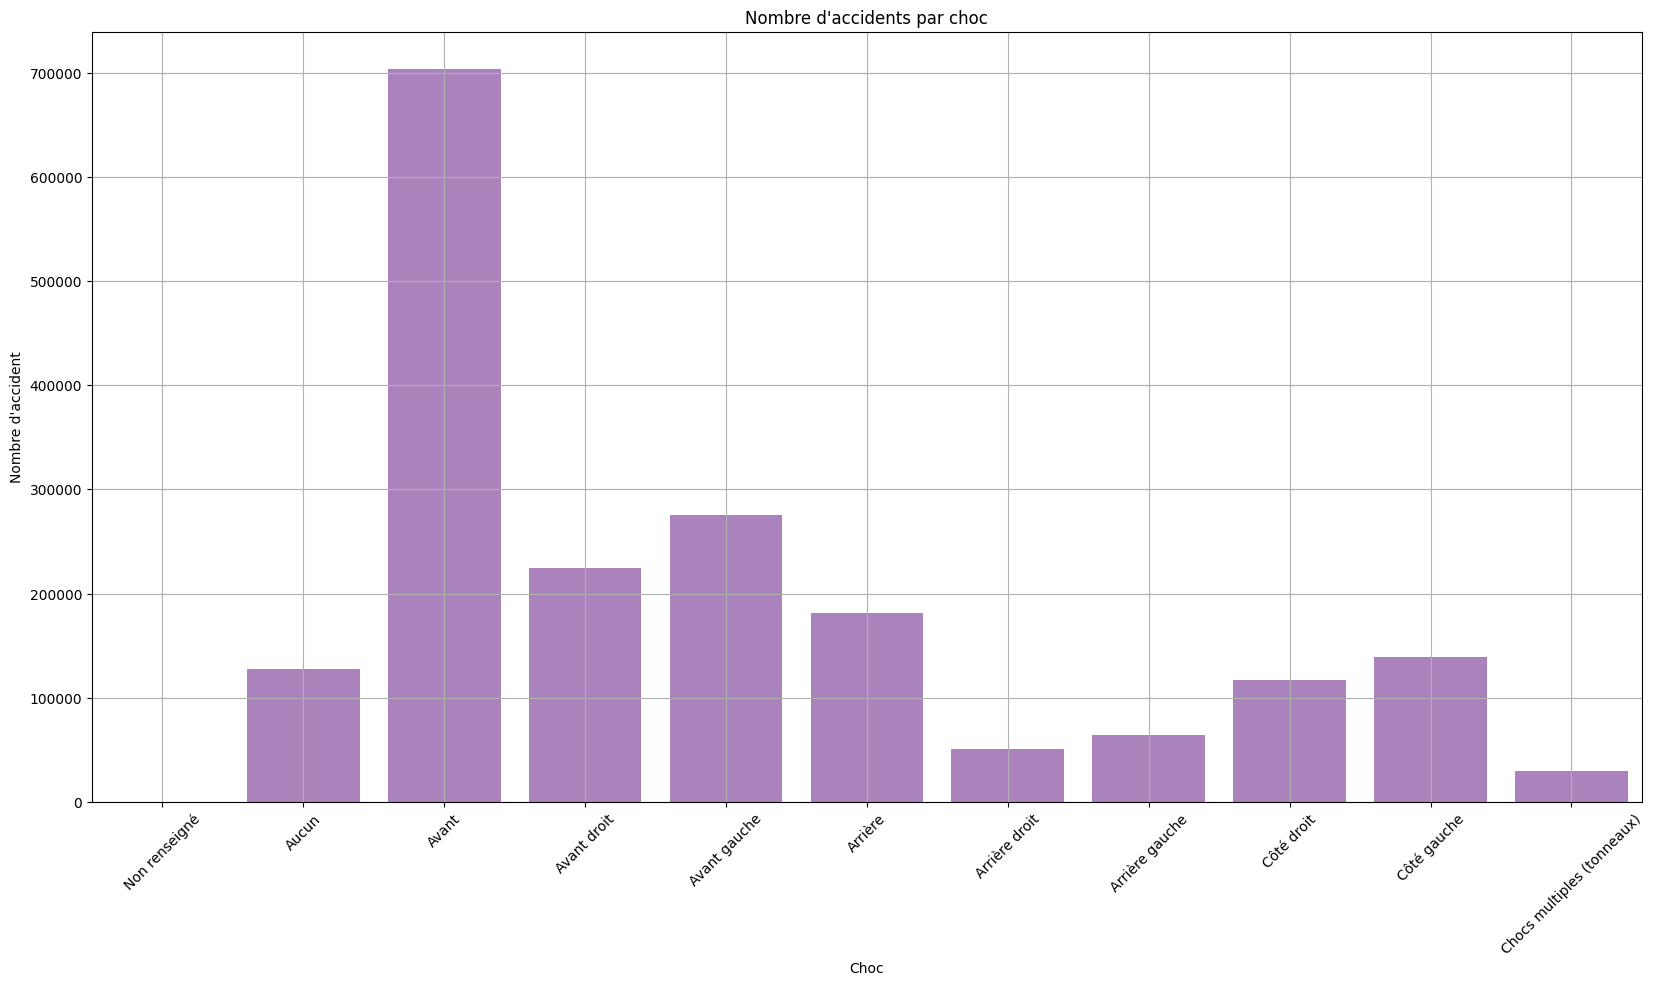 Nombre d'accidents par choc
Nombre d'accident
700000
600000
500000
400000
300000
200000
100000
0
Non renseigné
Aucun
Avant
Avant droit
Avant gauche
Arrière
Arrière droit
Arrière gauche
Côté droit
Côté gauche
Chocs multiples (tonneaux)
Choc